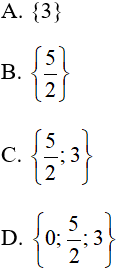 A. {3}
B. {5/2}
C. {5/2; 3}
D. {0; 5/2; 3}